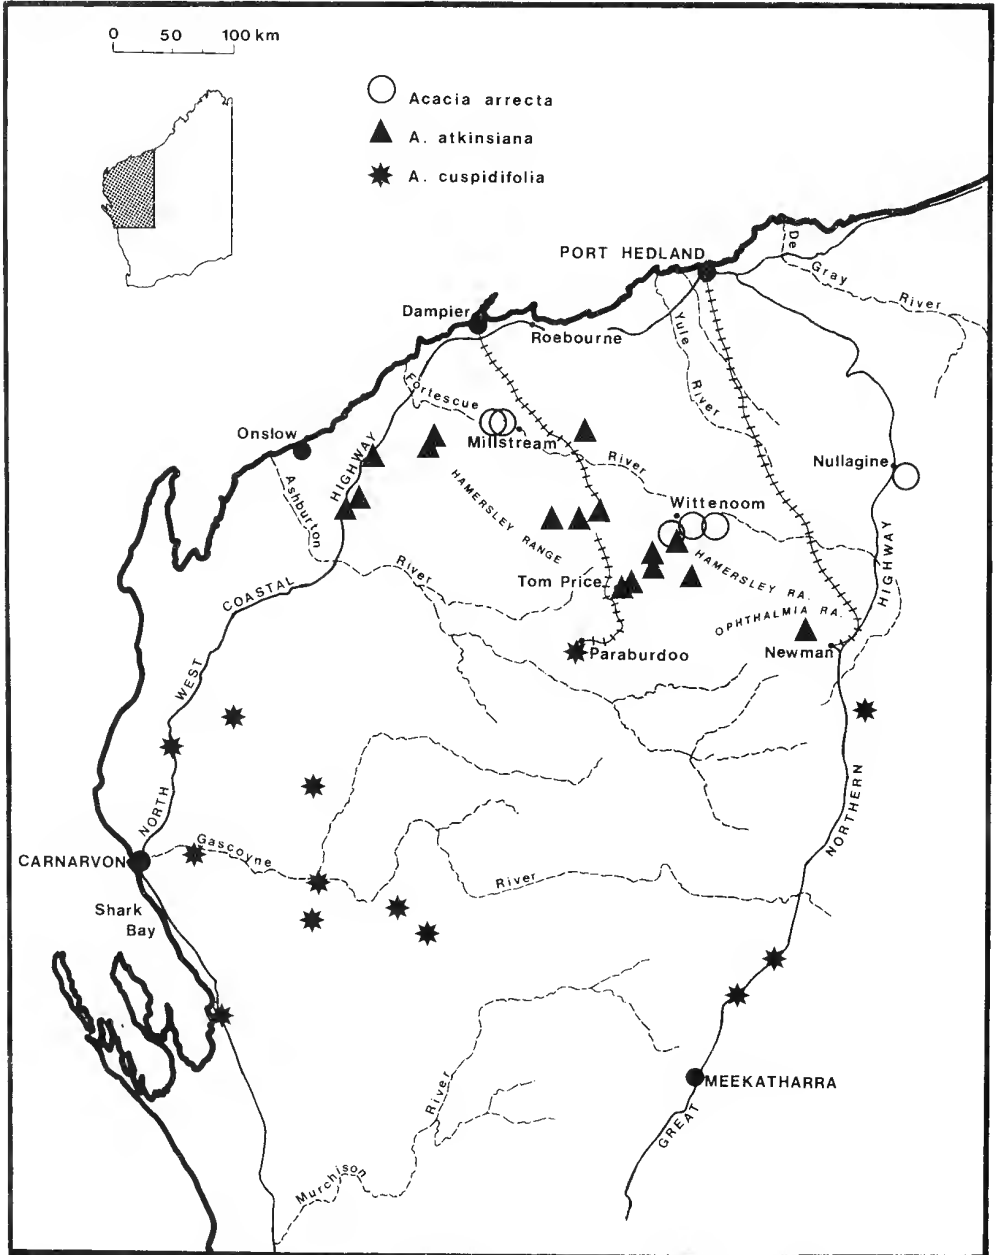 0 50 100 km
Acacia arrecta
A. atkinsiana
A. cuspidifolia
PORT HEDLAND
De
Gray
River
Dampier
Roebourne
Yule
River
Fortescue
Millstream
River
Onslow
HIGHWAY
Nullagine
Ashburton
HAMERSLEY RANGE
Wittenoom
HIGHWAY
River
Tom Price
HAMERSLEY RA.
COASTAL
OPHTHALMIA RA.
Paraburdoo
Newman
WEST
NORTH
NORTHERN
CARNARVON
Gascoyne
River
Shark
Bay
River
MEEKATHARRA
GREAT
Murchison